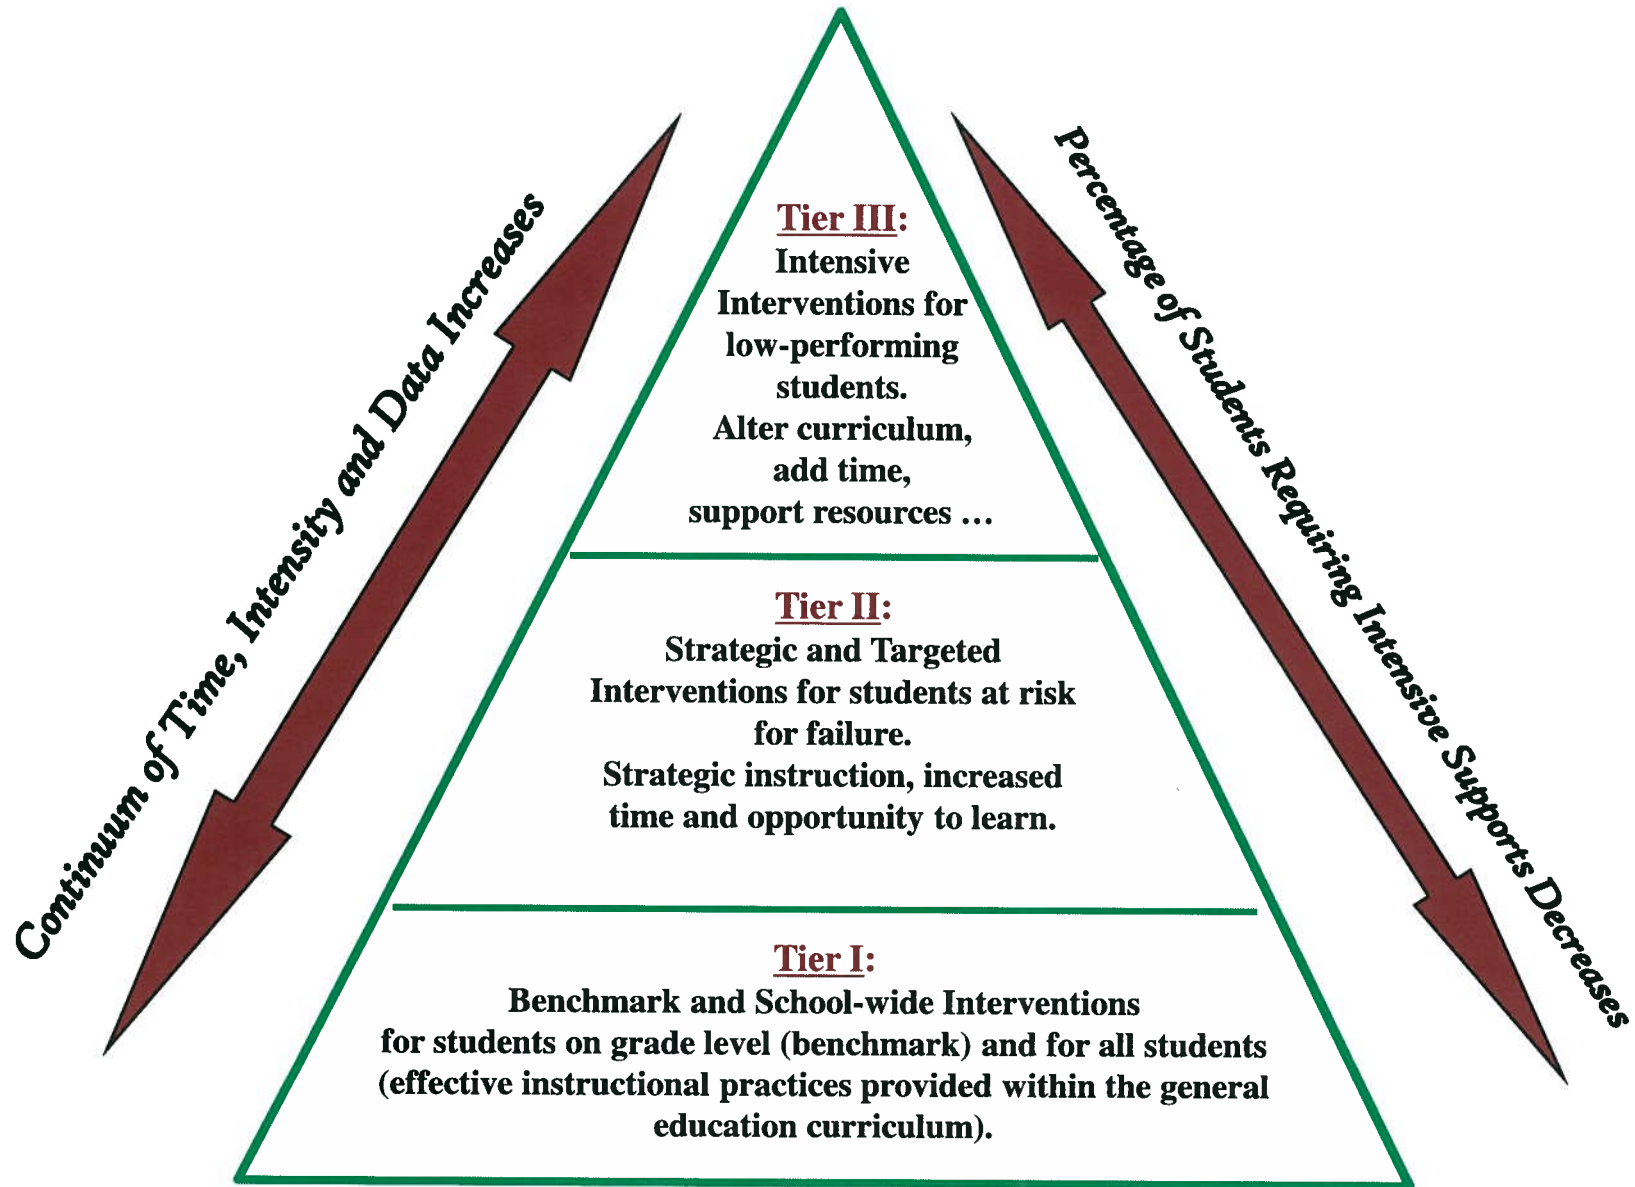 Continuum of Time, Intensity and Data Increases
Percentage of Students Requiring Intensive Supports Decreases
Tier III:
Intensive
Interventions for
low-performing
students.
Alter curriculum,
add time,
support resources ...
Tier II:
Strategic and Targeted
Interventions for students at risk
for failure.
Strategic instruction, increased
time and opportunity to learn.
Tier I:
Benchmark and School-wide Interventions
for students on grade level (benchmark) and for all students
(effective instructional practices provided within the general
education curriculum).